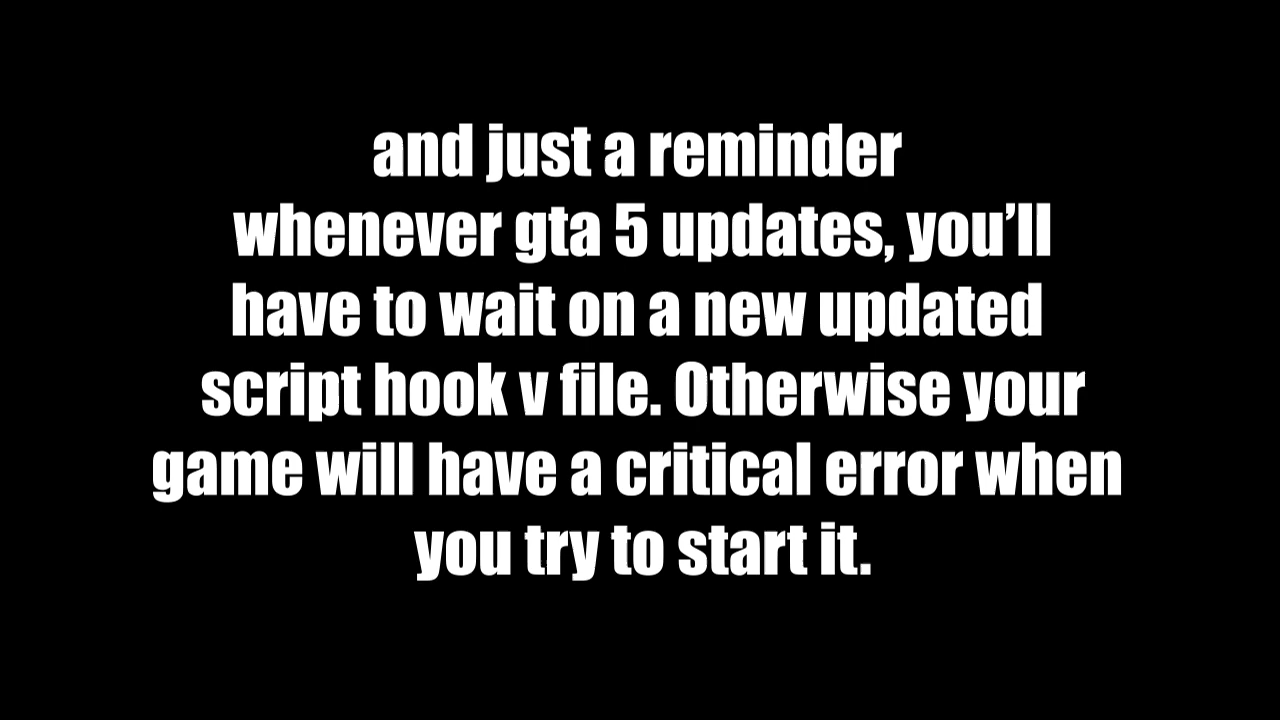 and just a reminder
whenever gta 5 updates, you’ll
have to wait on a new updated
script hook v file. Otherwise your
game will have a critical error when
you try to start it.